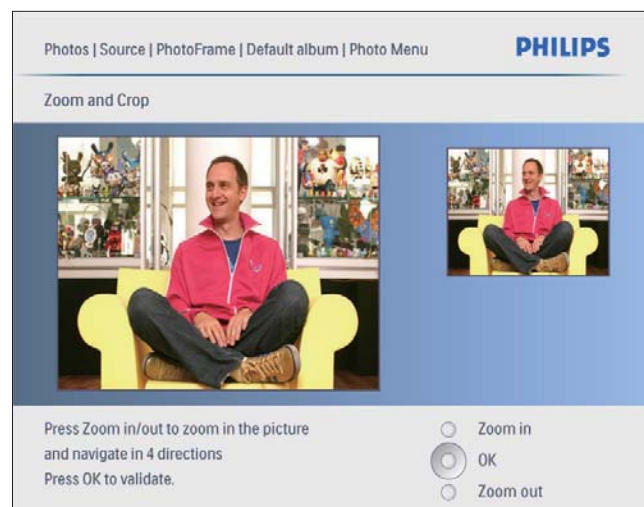 Photos | Source | PhotoFrame | Default album | Photo Menu
PHILIPS
Zoom and Crop
Press Zoom in/out to zoom in the picture
and navigate in 4 directions
Press OK to validate.
Zoom in
OK
Zoom out